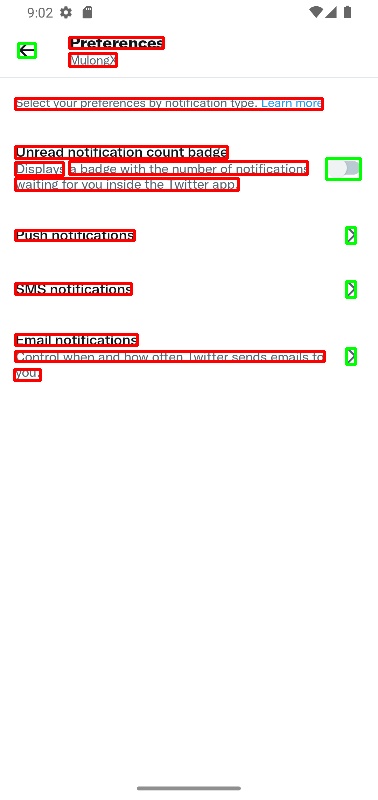 9:02
Preferences
MulongX
Select your preferences by notification type. Learn more
Unread notification count badge
Displays a badge with the number of notifications
waiting for you inside the Twitter app.
Push notifications
SMS notifications
Email notifications
Control when and how often Twitter sends emails to
you.